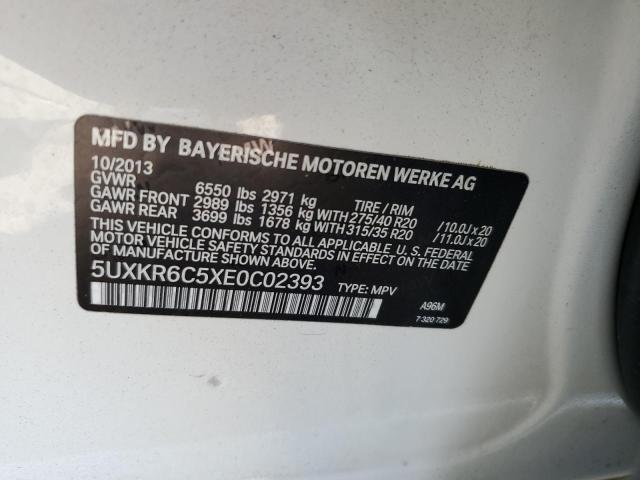 MFD BY BAYERISCHE MOTOREN WERKE AG
10/2013
GVWR 6550 lbs 2971 kg TIRE / RIM
GAWR FRONT 2989 lbs 1356 kg WITH 275/40 R20 / 10.0J x 20
GAWR REAR 3699 lbs 1678 kg WITH 315/35 R20 / 11.0J x 20
THIS VEHICLE CONFORMS TO ALL APPLICABLE U.S. FEDERAL
MOTOR VEHICLE SAFETY STANDARDS IN EFFECT ON THE DATE
OF MANUFACTURE SHOWN ABOVE.
5UXKR6C5XE0C02393 TYPE: MPV
A96M
7 320 729